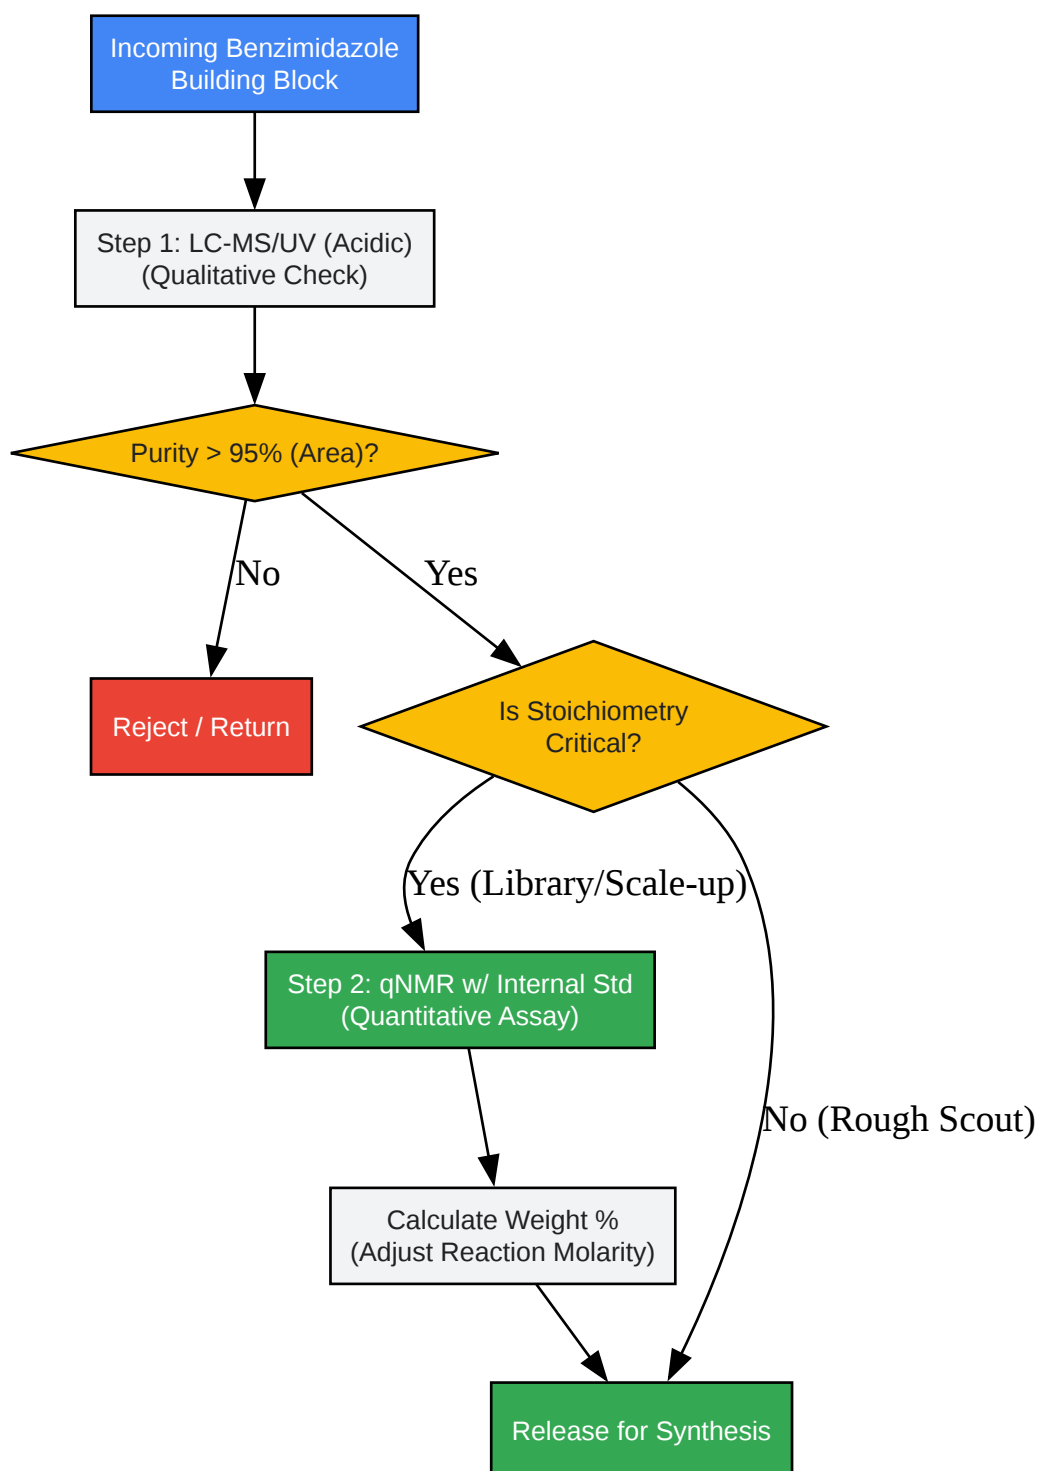 Incoming Benzimidazole
Building Block
Step 1: LC-MS/UV (Acidic)
(Qualitative Check)
Purity > 95% (Area)?
No
Yes
Reject / Return
Is Stoichiometry
Critical?
Yes (Library/Scale-up)
Step 2: qNMR w/ Internal Std
(Quantitative Assay)
No (Rough Scout)
Calculate Weight %
(Adjust Reaction Molarity)
Release for Synthesis